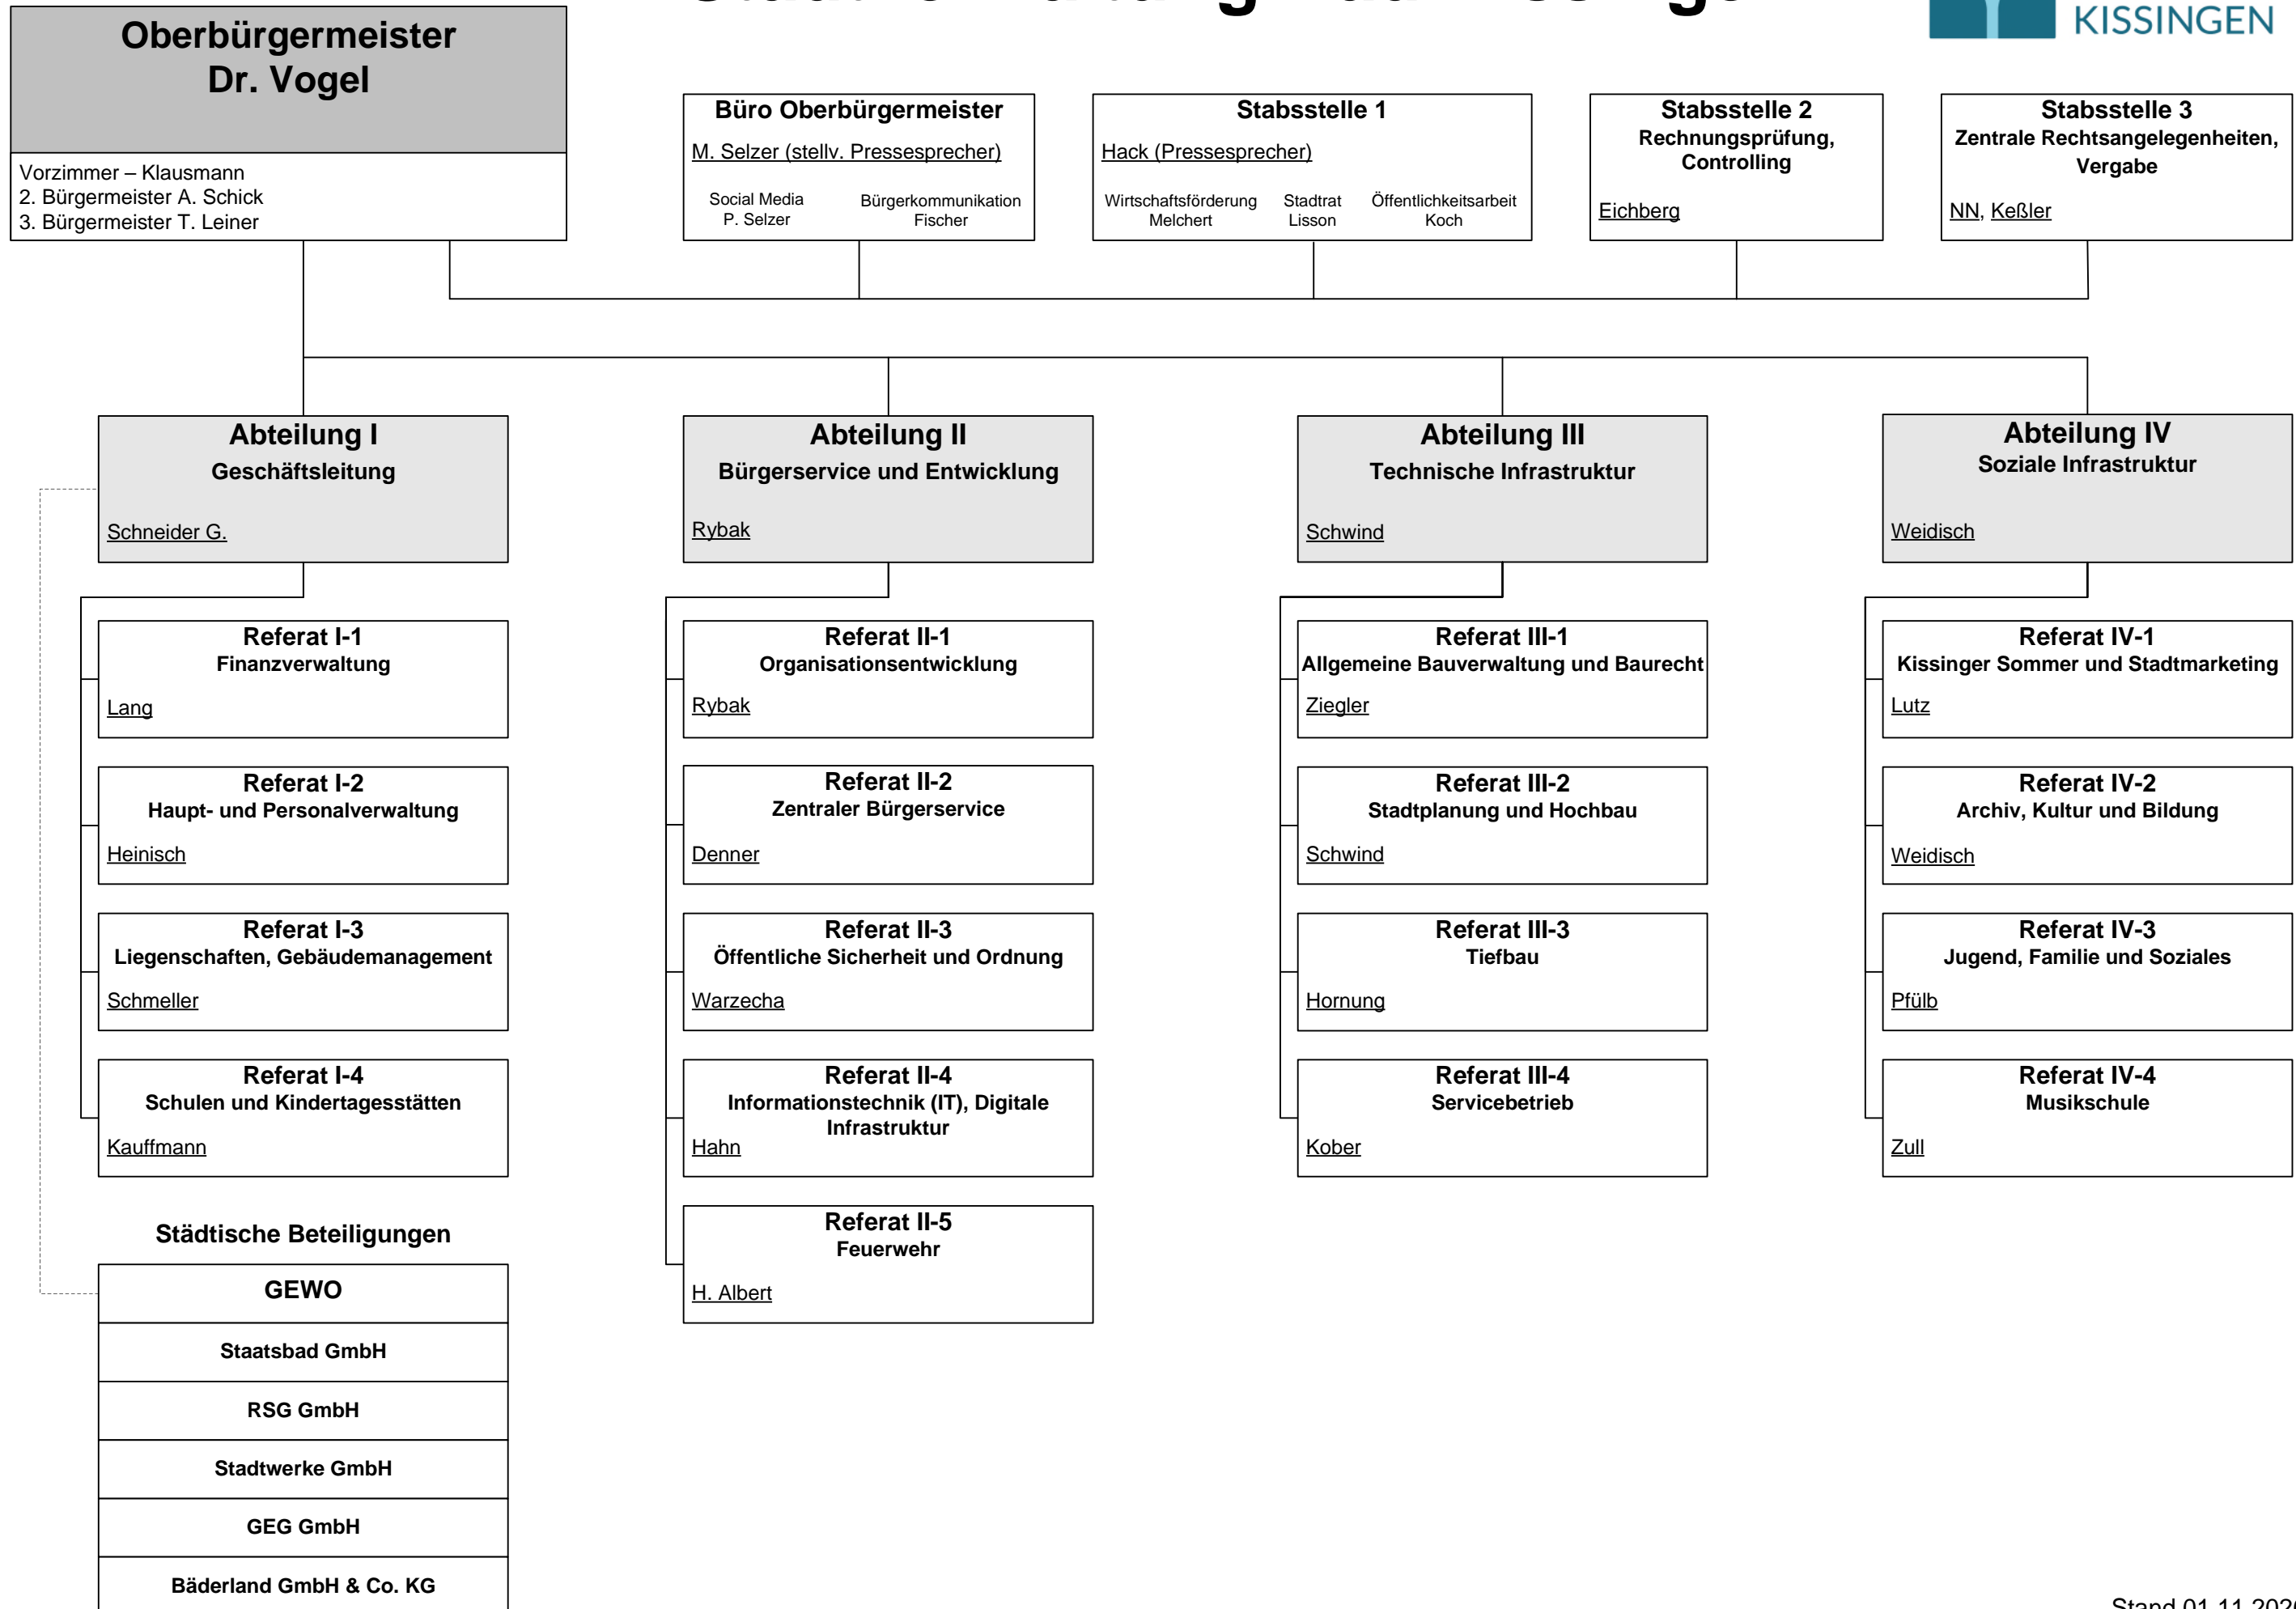 KISSINGEN
Oberbürgermeister
Dr. Vogel
Vorzimmer – Klausmann
2. Bürgermeister A. Schick
3. Bürgermeister T. Leiner
Büro Oberbürgermeister
M. Selzer (stellv. Pressesprecher)
Social Media
P. Selzer
Bürgerkommunikation
Fischer
Stabsstelle 1
Hack (Pressesprecher)
Wirtschaftsförderung
Melchert
Stadtrat
Lisson
Öffentlichkeitsarbeit
Koch
Stabsstelle 2
Rechnungsprüfung,
Controlling
Eichberg
Stabsstelle 3
Zentrale Rechtsangelegenheiten,
Vergabe
NN, Keßler
Abteilung I
Geschäftsleitung
Schneider G.
Referat I-1
Finanzverwaltung
Lang
Referat I-2
Haupt- und Personalverwaltung
Heinisch
Referat I-3
Liegenschaften, Gebäudemanagement
Schmeller
Referat I-4
Schulen und Kindertagesstätten
Kauffmann
Städtische Beteiligungen
GEWO
Staatsbad GmbH
RSG GmbH
Stadtwerke GmbH
GEG GmbH
Bäderland GmbH & Co. KG
Abteilung II
Bürgerservice und Entwicklung
Rybak
Referat II-1
Organisationsentwicklung
Rybak
Referat II-2
Zentraler Bürgerservice
Denner
Referat II-3
Öffentliche Sicherheit und Ordnung
Warzecha
Referat II-4
Informationstechnik (IT), Digitale
Infrastruktur
Hahn
Referat II-5
Feuerwehr
H. Albert
Abteilung III
Technische Infrastruktur
Schwind
Referat III-1
Allgemeine Bauverwaltung und Baurecht
Ziegler
Referat III-2
Stadtplanung und Hochbau
Schwind
Referat III-3
Tiefbau
Hornung
Referat III-4
Servicebetrieb
Kober
Abteilung IV
Soziale Infrastruktur
Weidisch
Referat IV-1
Kissinger Sommer und Stadtmarketing
Lutz
Referat IV-2
Archiv, Kultur und Bildung
Weidisch
Referat IV-3
Jugend, Familie und Soziales
Pfülb
Referat IV-4
Musikschule
Zull
Stand 01.11.202